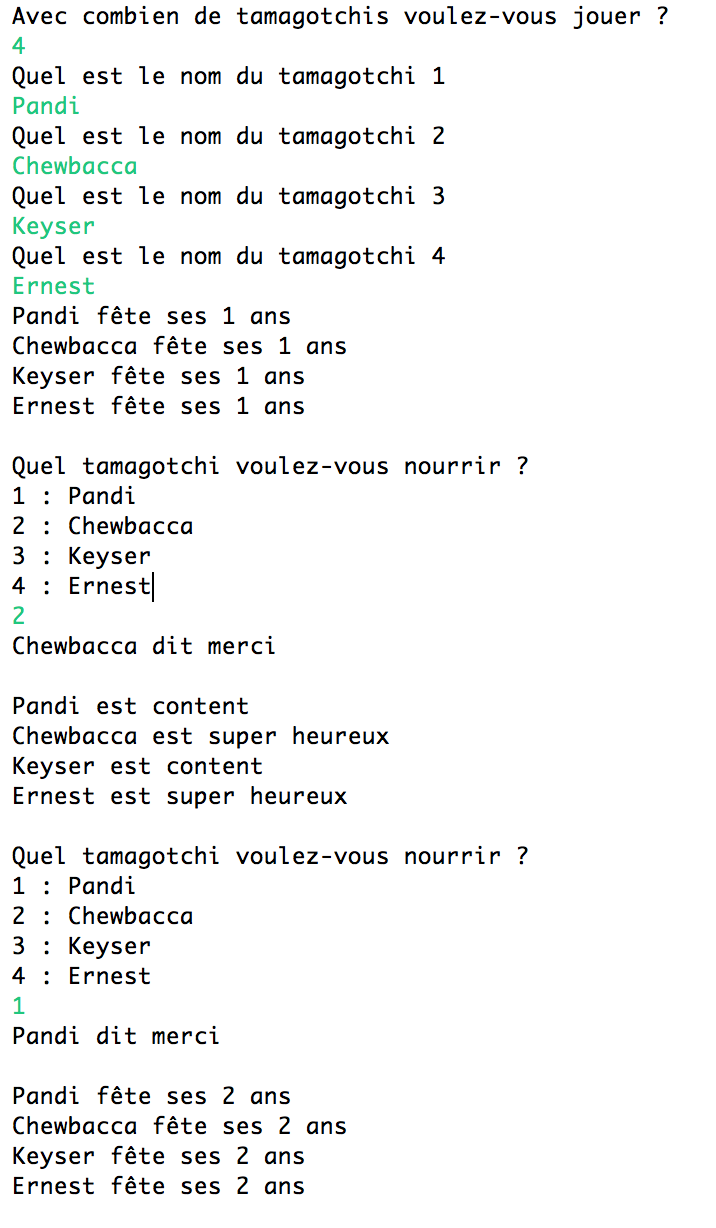 Avec combien de tamagotchis voulez-vous jouer ?
4
Quel est le nom du tamagotchi 1
Pandi
Quel est le nom du tamagotchi 2
Chewbacca
Quel est le nom du tamagotchi 3
Keyser
Quel est le nom du tamagotchi 4
Ernest
Pandi fête ses 1 ans
Chewbacca fête ses 1 ans
Keyser fête ses 1 ans
Ernest fête ses 1 ans
Quel tamagotchi voulez-vous nourrir ?
1 : Pandi
2 : Chewbacca
3 : Keyser
4 : Ernest
2
Chewbacca dit merci
Pandi est content
Chewbacca est super heureux
Keyser est content
Ernest est super heureux
Quel tamagotchi voulez-vous nourrir ?
1 : Pandi
2 : Chewbacca
3 : Keyser
4 : Ernest
1
Pandi dit merci
Pandi fête ses 2 ans
Chewbacca fête ses 2 ans
Keyser fête ses 2 ans
Ernest fête ses 2 ans